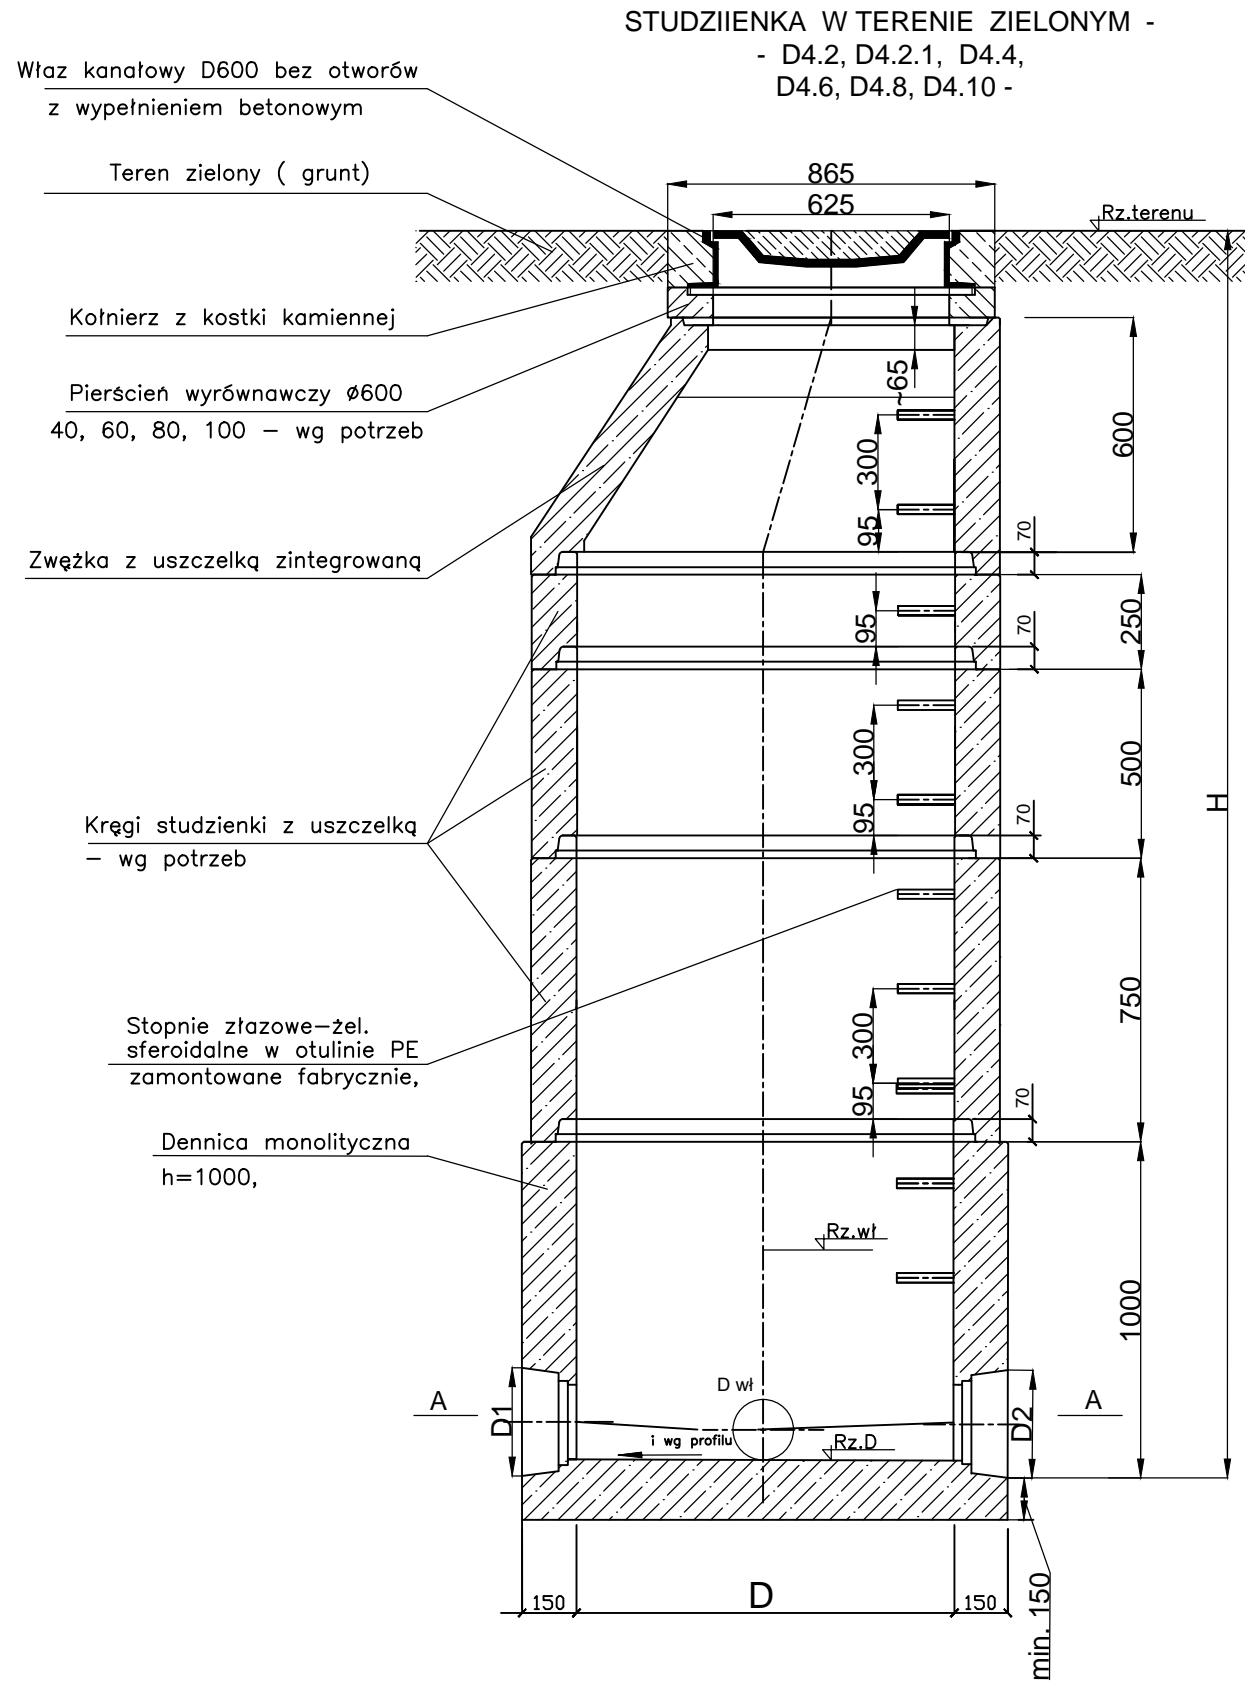 STUDZIIENKA W TERENIE ZIELONYM -
- D4.2, D4.2.1, D4.4,
D4.6, D4.8, D4.10 -
Właz kanałowy D600 bez otworów
z wypełnieniem betonowym
Teren zielony ( grunt)
865
625
Rz.terenu
Kołnierz z kostki kamiennej
Pierścień wyrównawczy ø600
40, 60, 80, 100 – wg potrzeb
~65
300
95
600
70
Zwężka z uszczelką zintegrowaną
95
250
70
300
95
500
70
H
Kręgi studzienki z uszczelką
– wg potrzeb
Stopnie złazowe–żel.
sferoidalne w otulinie PE
zamontowane fabrycznie,
300
95
750
70
Dennica monolityczna
h=1000,
Rz.wł
1000
D wł
A
D1
D2
A
i wg profilu
Rz.D
150
D
150
min. 150